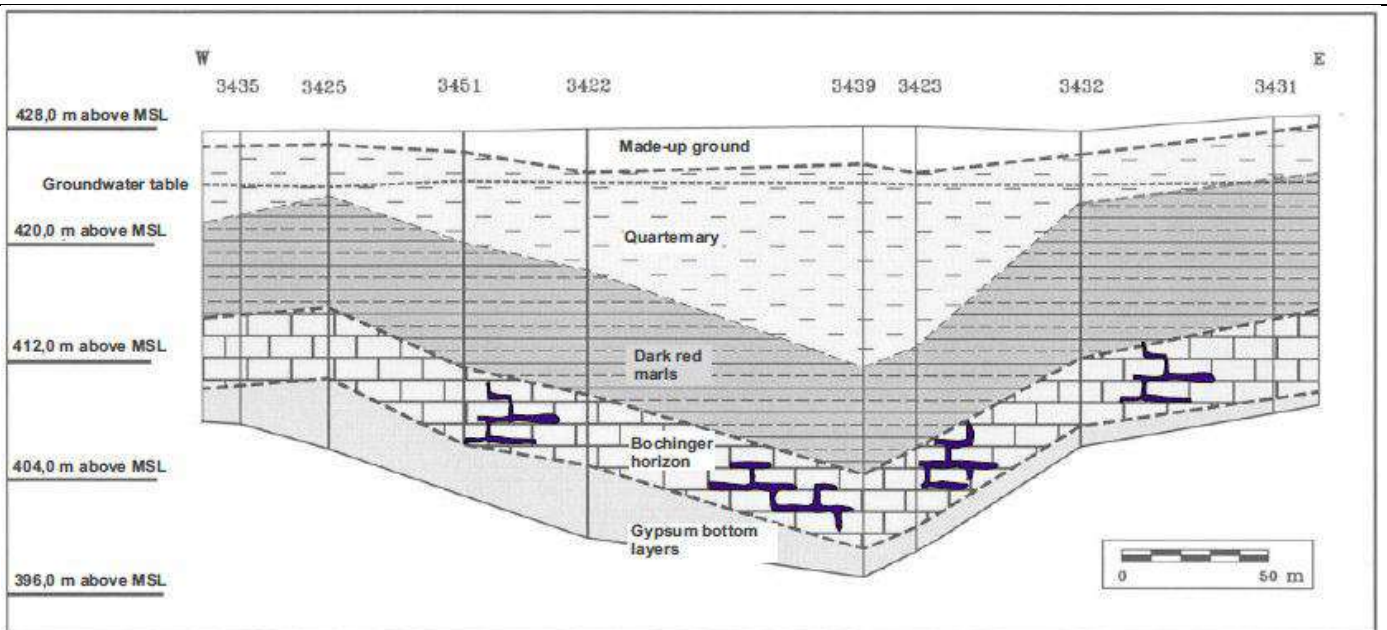 W
E
3435
3425
3451
3422
3439
3423
3432
3431
428,0 m above MSL
Made-up ground
Groundwater table
420,0 m above MSL
Quarternary
412,0 m above MSL
Dark red
marls
Bochinger
horizon
404,0 m above MSL
Gypsum bottom
layers
396,0 m above MSL
0
50 m